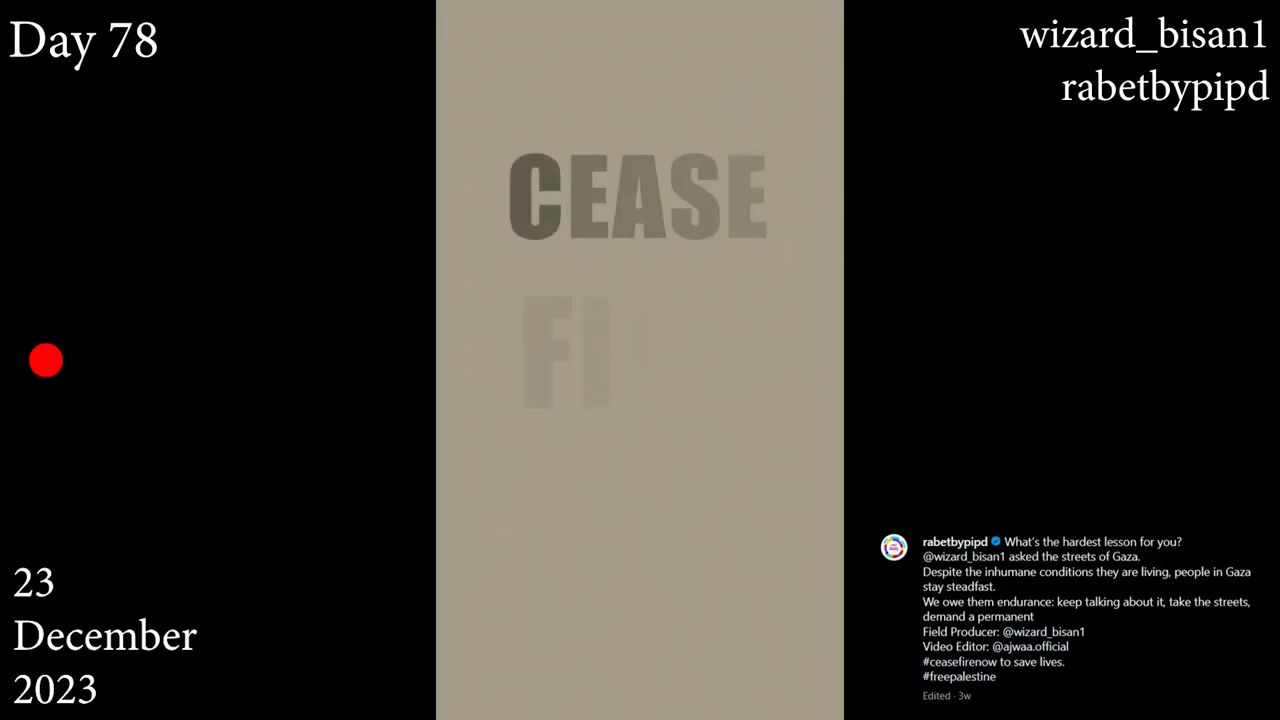 Day 78
wizard_bisan1
rabetbypipd
CEASE
FI
23
December
2023
rabetbypipd What's the hardest lesson for you?
@wizard_bisan1 asked the streets of Gaza.
Despite the inhumane conditions they are living, people in Gaza
stay steadfast.
We owe them endurance: keep talking about it, take the streets,
demand a permanent
Field Producer: @wizard_bisan1
Video Editor: @ajwaa.official
#ceasefirenow to save lives.
#freepalestine
Edited · 3w